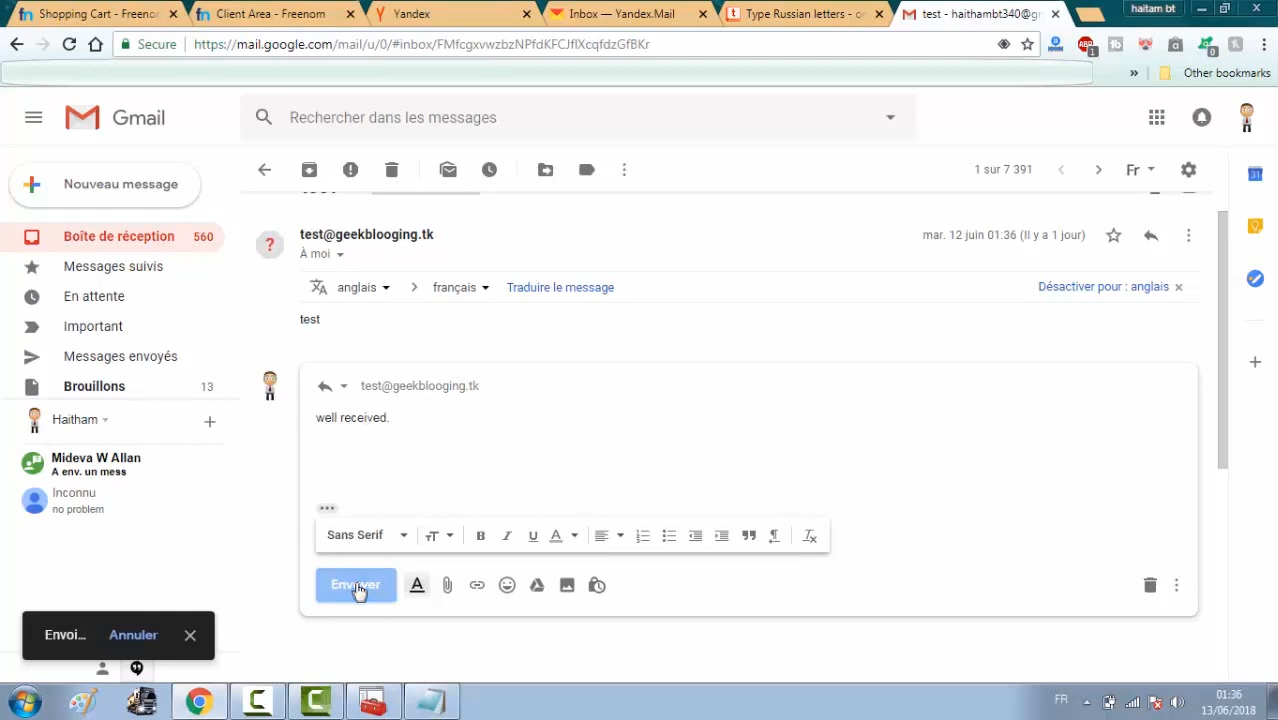 Shopping Cart - Freenom
Client Area - Freenom
Yandex
Inbox — Yandex.Mail
Type Russian letters - on
test - haithambt340@gm
haitam bt
Secure
https://mail.google.com/mail/u/0/#inbox/FMfcgxvwzbzNPfdKFCJflXcqfdzGfBKr
Other bookmarks
Gmail
Rechercher dans les messages
Nouveau message
1 sur 7 391
Fr
Boîte de réception 560
Messages suivis
En attente
Important
Messages envoyés
Brouillons 13
Haitham
Mideva W Allan
A env. un mess
Inconnu
no problem
test@geekblooging.tk
mar. 12 juin 01:36 (Il y a 1 jour)
À moi
anglais
français
Traduire le message
Désactiver pour : anglais
test
test@geekblooging.tk
well received.
Sans Serif
Envoyer
Envoi... Annuler
FR
01:36
13/06/2018